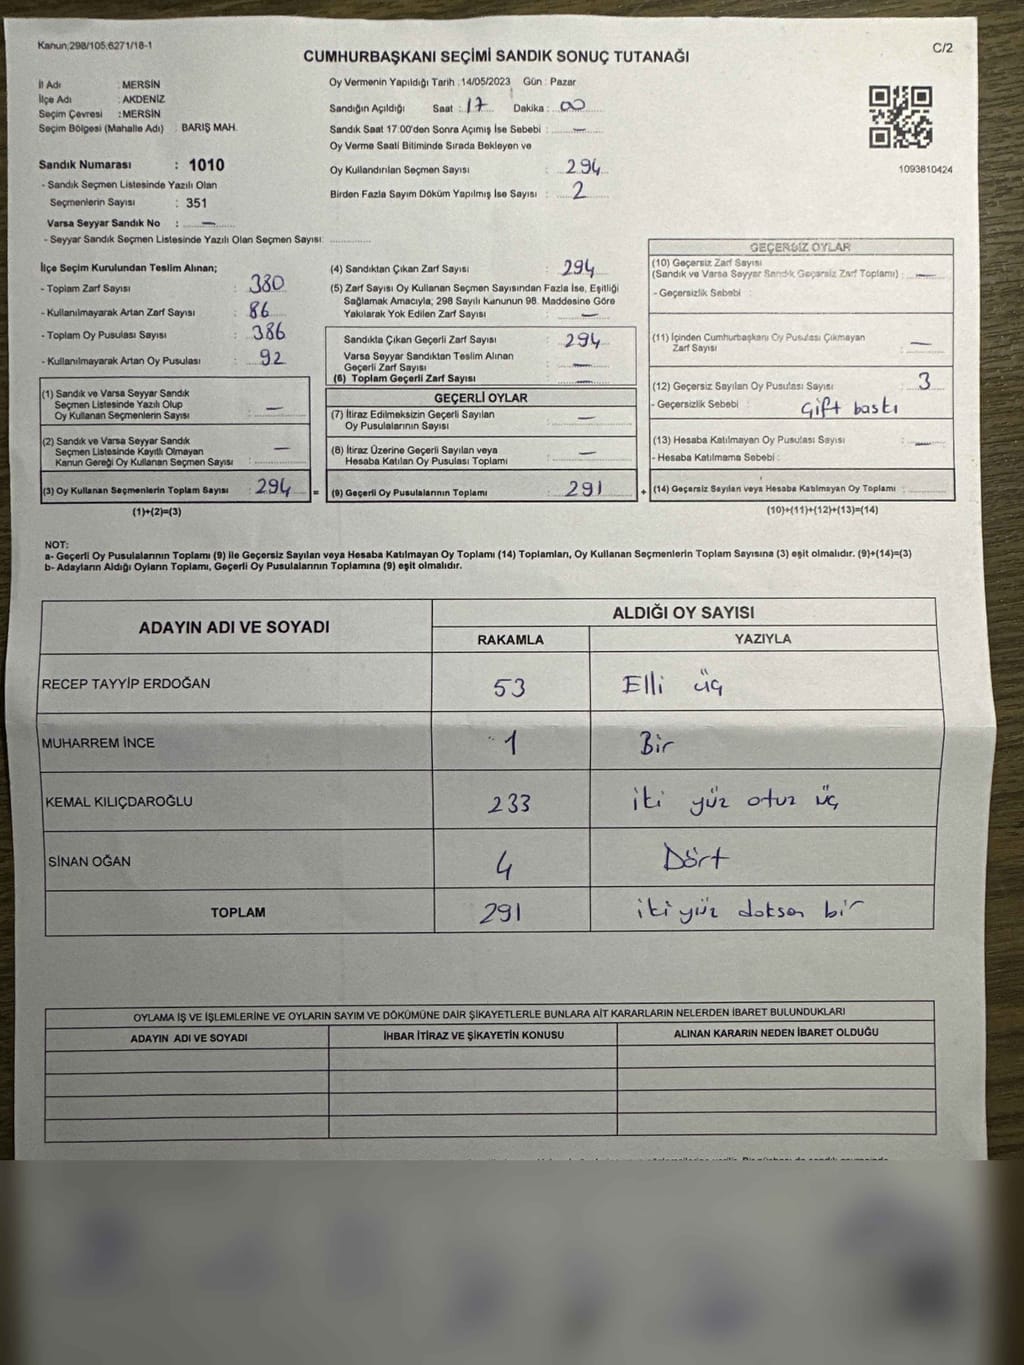 Kanun;298/105;6271/18-1
C/2
CUMHURBAŞKANI SEÇİMİ SANDIK SONUÇ TUTANAĞI
İl Adı : MERSİN
İlçe Adı : AKDENİZ
Seçim Çevresi : MERSİN
Seçim Bölgesi (Mahalle Adı) : BARIŞ MAH.
Sandık Numarası : 1010
- Sandık Seçmen Listesinde Yazılı Olan
Seçmenlerin Sayısı : 351
Varsa Seyyar Sandık No : —
- Seyyar Sandık Seçmen Listesinde Yazılı Olan Seçmen Sayısı:
Oy Vermenin Yapıldığı Tarih : 14/05/2023 Gün : Pazar
Sandığın Açıldığı Saat : 17 Dakika : 00
Sandık Saat 17:00'den Sonra Açımış İse Sebebi : —
Oy Verme Saati Bitiminde Sırada Bekleyen ve
Oy Kullandırılan Seçmen Sayısı : 294
Birden Fazla Sayım Döküm Yapılmış İse Sayısı : 2
1093810424
İlçe Seçim Kurulundan Teslim Alınan;
- Toplam Zarf Sayısı : 380
- Kullanılmayarak Artan Zarf Sayısı : 86
- Toplam Oy Pusulası Sayısı : 386
- Kullanılmayarak Artan Oy Pusulası : 92
(1) Sandık ve Varsa Seyyar Sandık
Seçmen Listesinde Yazılı Olup
Oy Kullanan Seçmenlerin Sayısı : —
(2) Sandık ve Varsa Seyyar Sandık
Seçmen Listesinde Kayıtlı Olmayan
Kanun Gereği Oy Kullanan Seçmen Sayısı : —
(3) Oy Kullanan Seçmenlerin Toplam Sayısı : 294 =
(1)+(2)=(3)
(4) Sandıktan Çıkan Zarf Sayısı : 294
(5) Zarf Sayısı Oy Kullanan Seçmen Sayısından Fazla İse, Eşitliği
Sağlamak Amacıyla, 298 Sayılı Kanunun 98. Maddesine Göre
Yakılarak Yok Edilen Zarf Sayısı : —
Sandıkta Çıkan Geçerli Zarf Sayısı : 294
Varsa Seyyar Sandıktan Teslim Alınan
Geçerli Zarf Sayısı : —
(6) Toplam Geçerli Zarf Sayısı : —
GEÇERLİ OYLAR
(7) İtiraz Edilmeksizin Geçerli Sayılan
Oy Pusulalarının Sayısı : —
(8) İtiraz Üzerine Geçerli Sayılan veya
Hesaba Katılan Oy Pusulası Toplamı : —
(9) Geçerli Oy Pusulalarının Toplamı : 291 +
GEÇERSİZ OYLAR
(10) Geçersiz Zarf Sayısı
(Sandık ve Varsa Seyyar Sandık Geçersiz Zarf Toplamı) : —
- Geçersizlik Sebebi :
(11) İçinden Cumhurbaşkanı Oy Pusulası Çıkmayan
Zarf Sayısı : —
(12) Geçersiz Sayılan Oy Pusulası Sayısı : 3
- Geçersizlik Sebebi : Çift baskı
(13) Hesaba Katılmayan Oy Pusulası Sayısı : —
- Hesaba Katılmama Sebebi :
(14) Geçersiz Sayılan veya Hesaba Katılmayan Oy Toplamı :
(10)+(11)+(12)+(13)=(14)
NOT:
a- Geçerli Oy Pusulalarının Toplamı (9) ile Geçersiz Sayılan veya Hesaba Katılmayan Oy Toplamı (14) Toplamları, Oy Kullanan Seçmenlerin Toplam Sayısına (3) eşit olmalıdır. (9)+(14)=(3)
b- Adayların Aldığı Oyların Toplamı, Geçerli Oy Pusulalarının Toplamına (9) eşit olmalıdır.
ADAYIN ADI VE SOYADI ALDIĞI OY SAYISI
RAKAMLA YAZIYLA
RECEP TAYYİP ERDOĞAN 53 Elli üç
MUHARREM İNCE 1 Bir
KEMAL KILIÇDAROĞLU 233 iki yüz otuz üç
SİNAN OĞAN 4 Dört
TOPLAM 291 iki yüz doksan bir
OYLAMA İŞ VE İŞLEMLERİNE VE OYLARIN SAYIM VE DÖKÜMÜNE DAİR ŞİKAYETLERLE BUNLARA AİT KARARLARIN NELERDEN İBARET BULUNDUKLARI
ADAYIN ADI VE SOYADI İHBAR İTİRAZ VE ŞİKAYETİN KONUSU ALINAN KARARIN NEDEN İBARET OLDUĞU